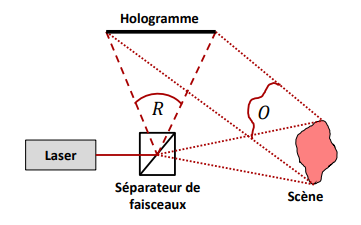 Hologramme
R
O
Laser
Séparateur de
faisceaux
Scène